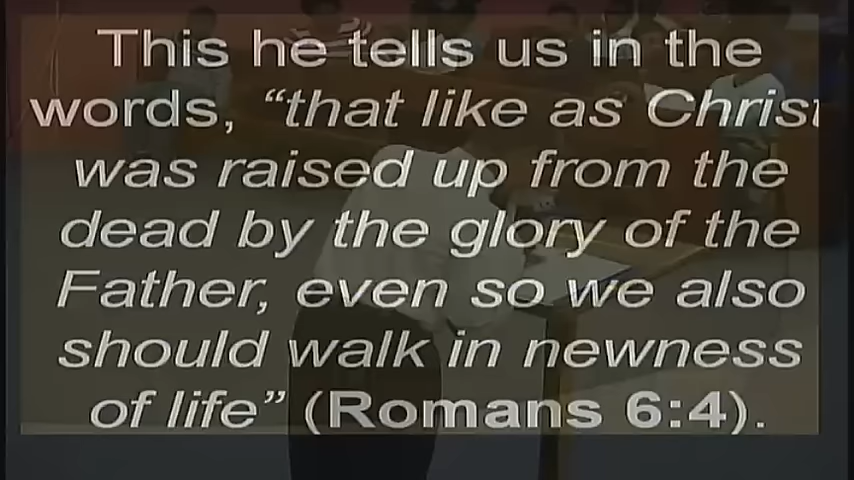 This he tells us in the
words, “that like as Christ
was raised up from the
dead by the glory of the
Father, even so we also
should walk in newness
of life” (Romans 6:4).